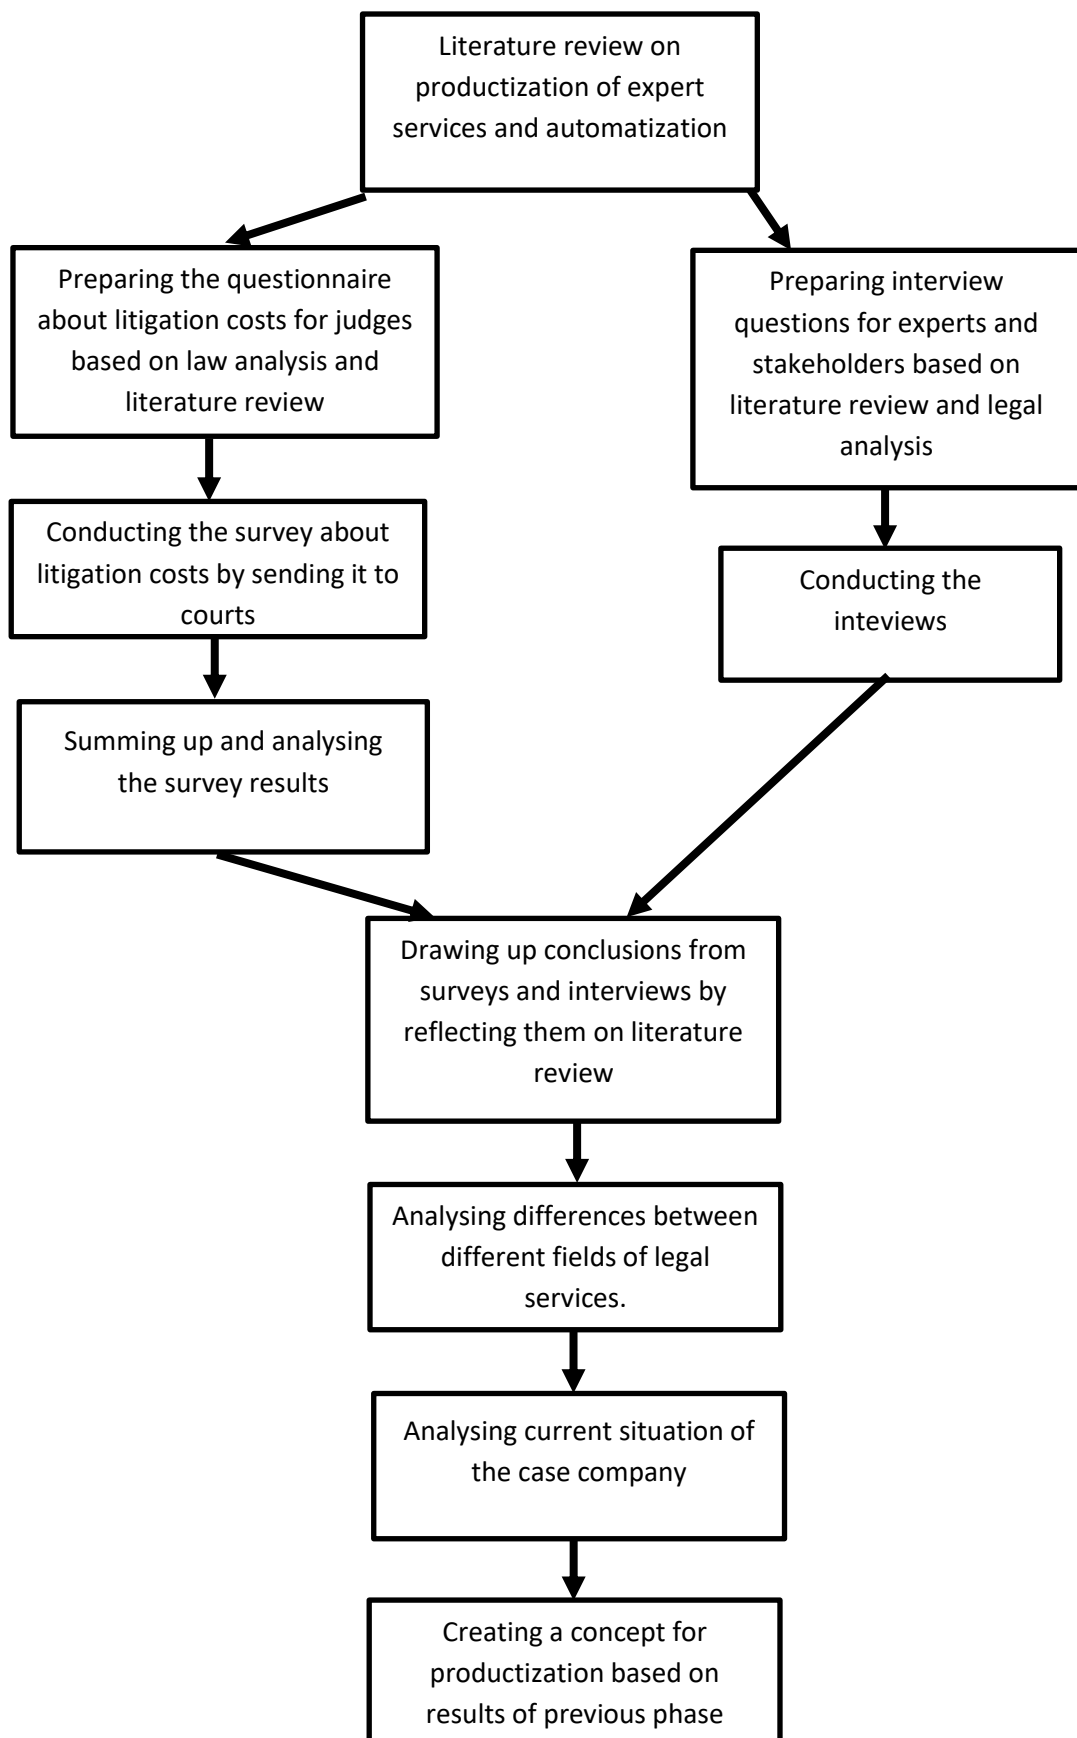 Literature review on
productization of expert
services and automatization
Preparing the questionnaire
about litigation costs for judges
based on law analysis and
literature review
Preparing interview
questions for experts and
stakeholders based on
literature review and legal
analysis
Conducting the survey about
litigation costs by sending it to
courts
Conducting the
inteviews
Summing up and analysing
the survey results
Drawing up conclusions from
surveys and interviews by
reflecting them on literature
review
Analysing differences between
different fields of legal
services.
Analysing current situation of
the case company
Creating a concept for
productization based on
results of previous phase